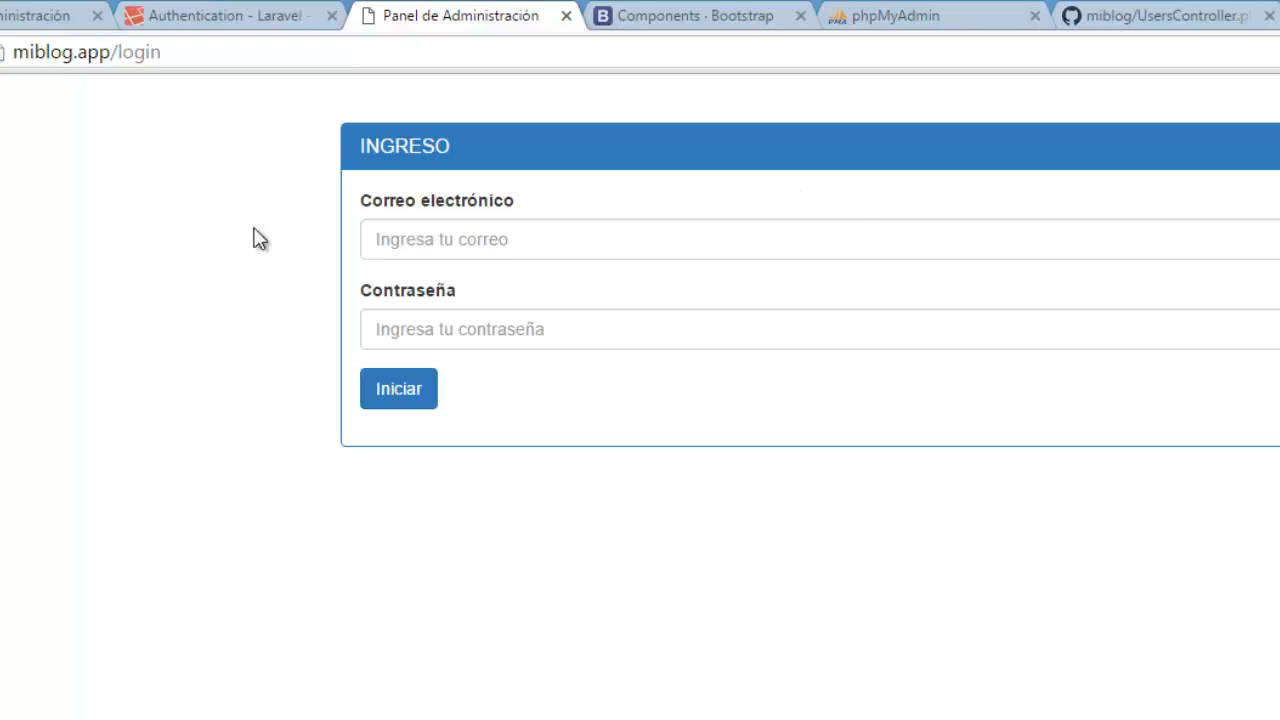 nistración
Authentication - Laravel -
Panel de Administración
Components · Bootstrap
phpMyAdmin
miblog/UsersController.p
miblog.app/login
INGRESO
Correo electrónico
Ingresa tu correo
Contraseña
Ingresa tu contraseña
Iniciar